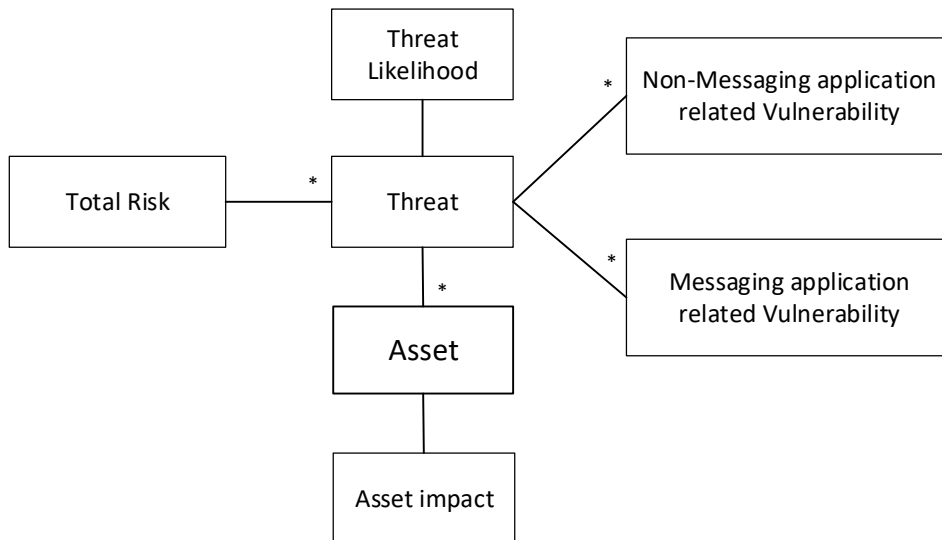 Threat
Likelihood
*
Non-Messaging application
related Vulnerability
Total Risk
*
Threat
*
Messaging application
related Vulnerability
*
Asset
Asset impact